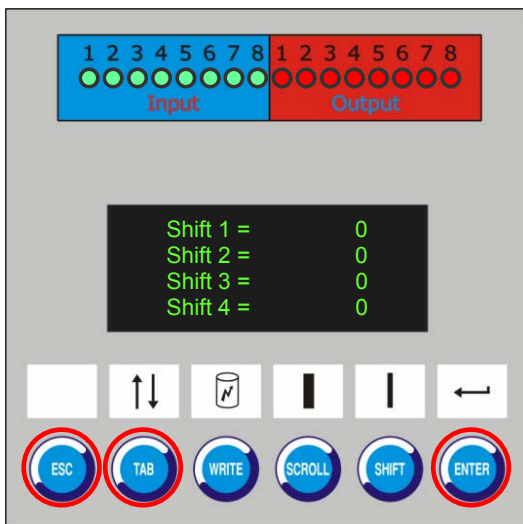 1 2 3 4 5 6 7 8 1 2 3 4 5 6 7 8
Input Output
Shift 1 = 0
Shift 2 = 0
Shift 3 = 0
Shift 4 = 0
ESC TAB WRITE SCROLL SHIFT ENTER